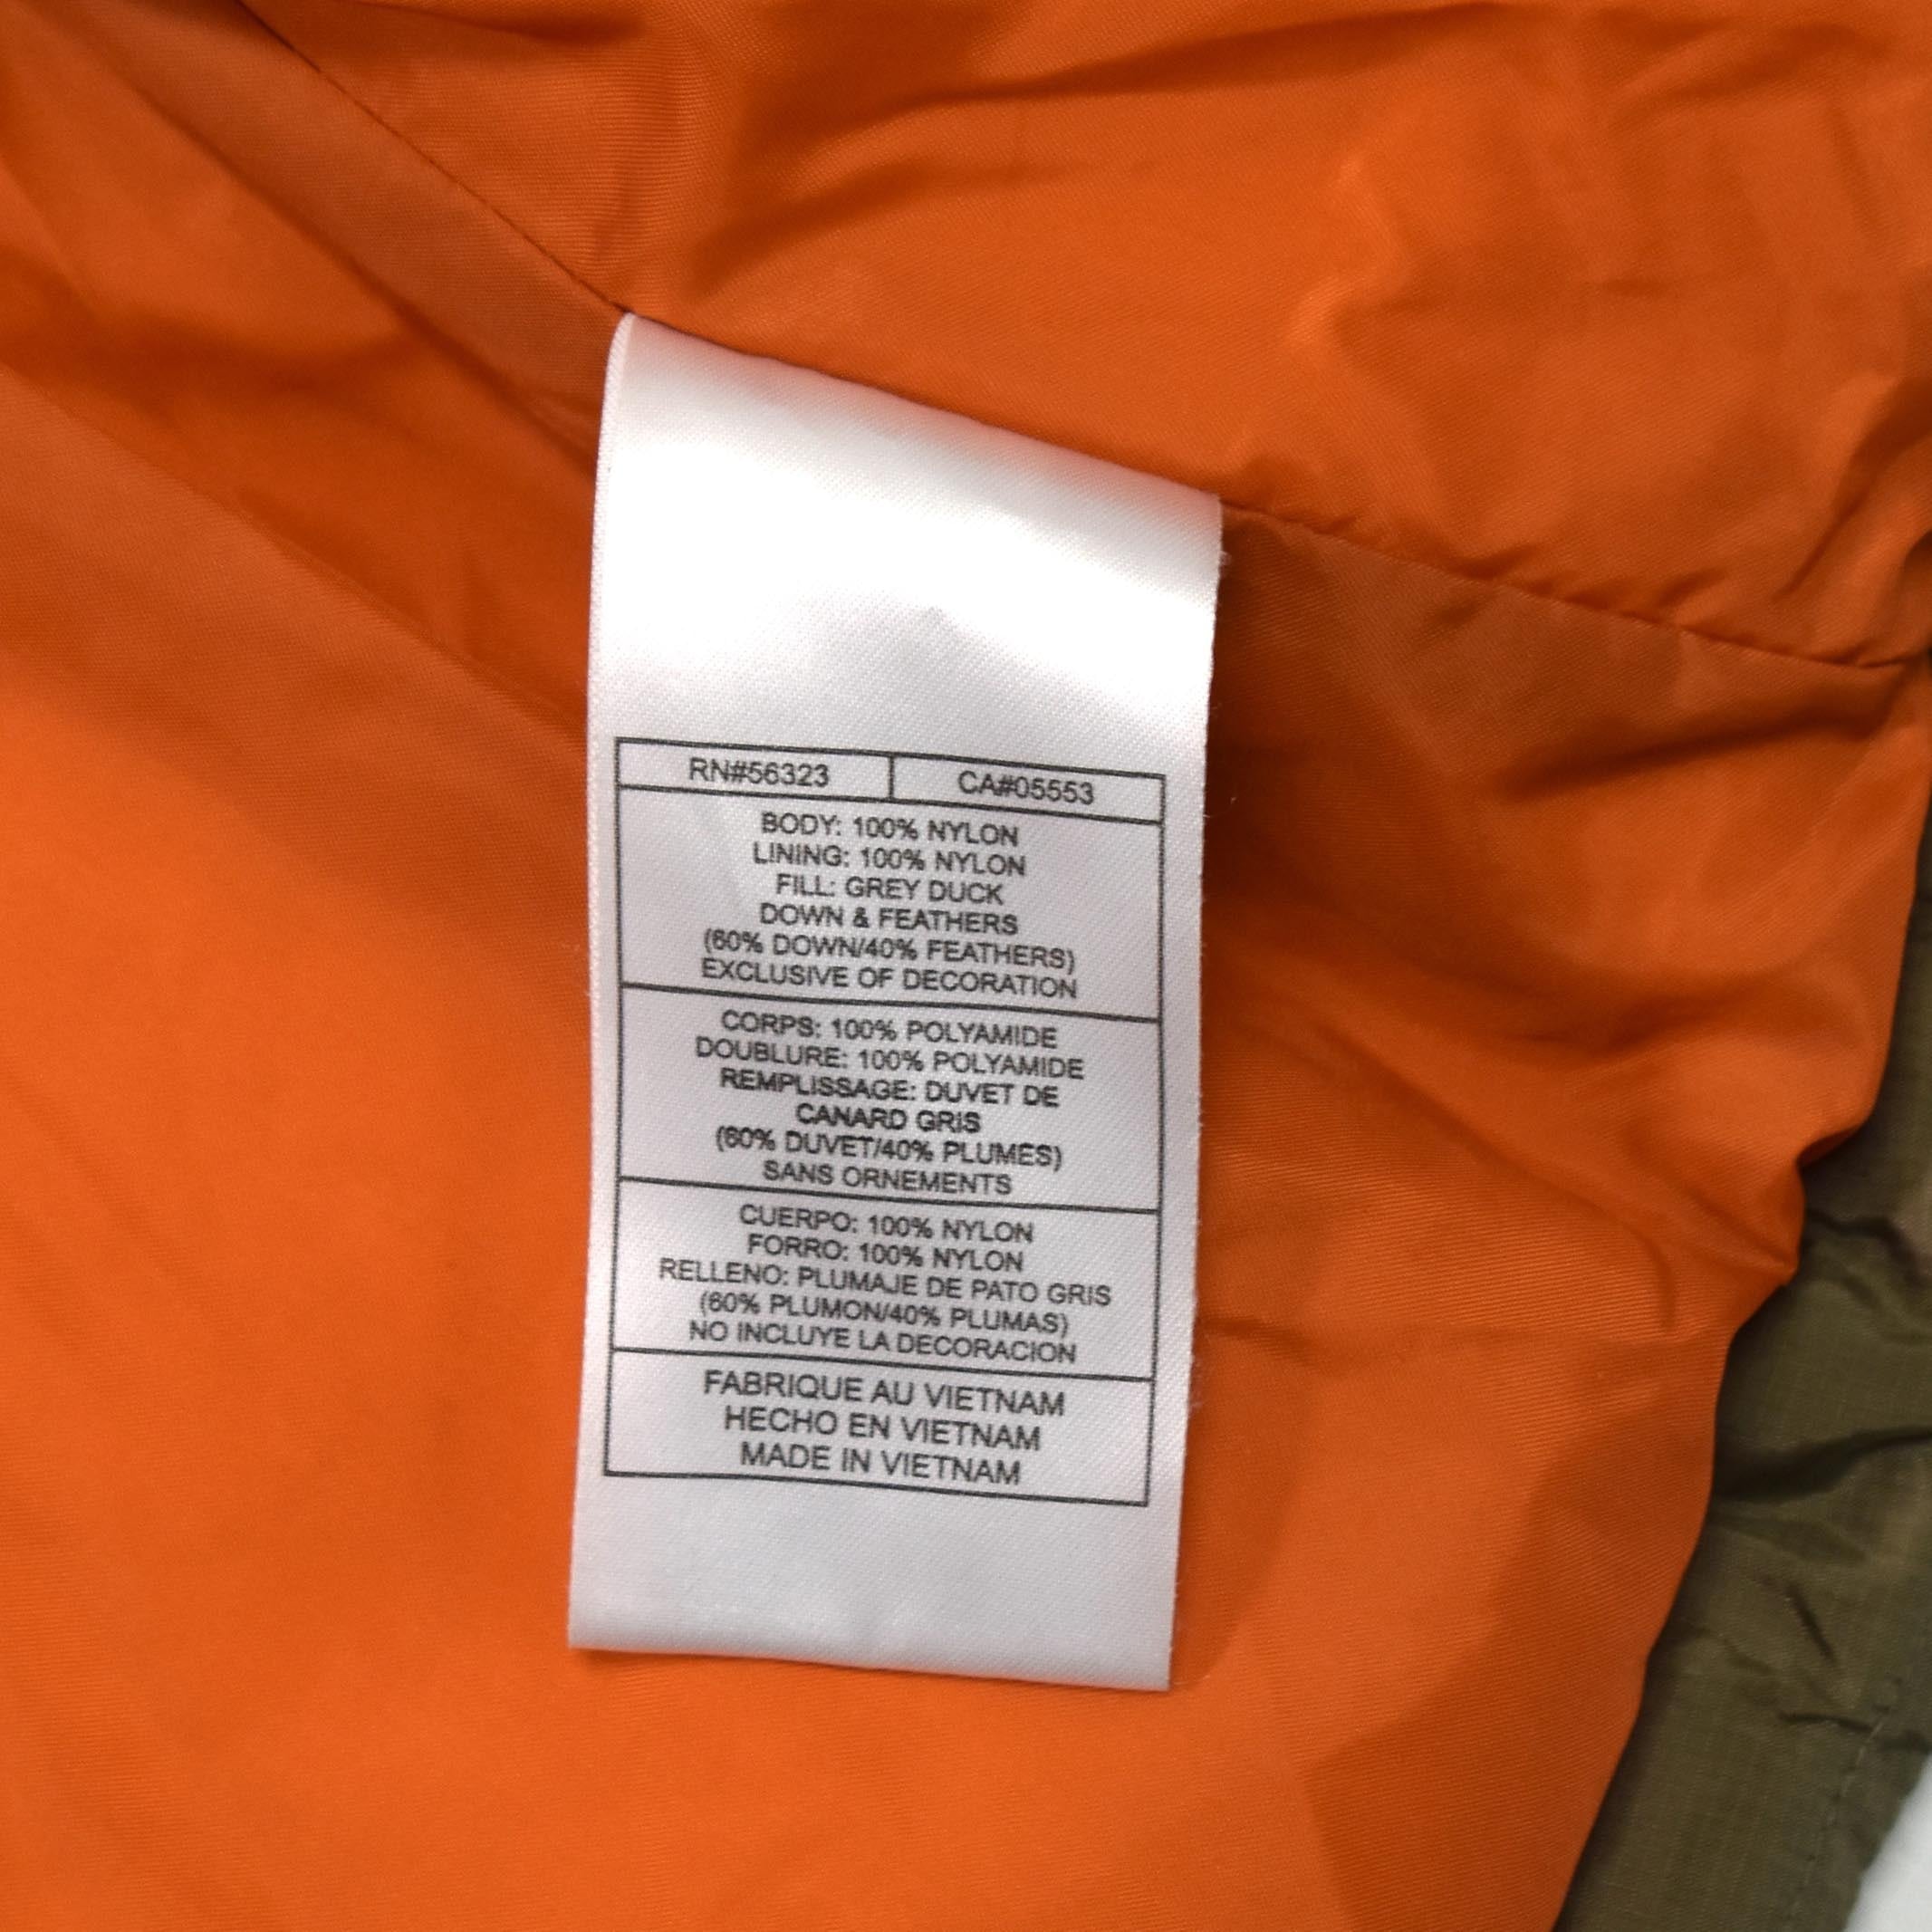 RN#56323
CA#05553
BODY: 100% NYLON
LINING: 100% NYLON
FILL: GREY DUCK
DOWN & FEATHERS
(60% DOWN/40% FEATHERS)
EXCLUSIVE OF DECORATION
CORPS: 100% POLYAMIDE
DOUBLURE: 100% POLYAMIDE
REMPLISSAGE: DUVET DE
CANARD GRIS
(60% DUVET/40% PLUMES)
SANS ORNEMENTS
CUERPO: 100% NYLON
FORRO: 100% NYLON
RELLENO: PLUMAJE DE PATO GRIS
(60% PLUMON/40% PLUMAS)
NO INCLUYE LA DECORACION
FABRIQUE AU VIETNAM
HECHO EN VIETNAM
MADE IN VIETNAM